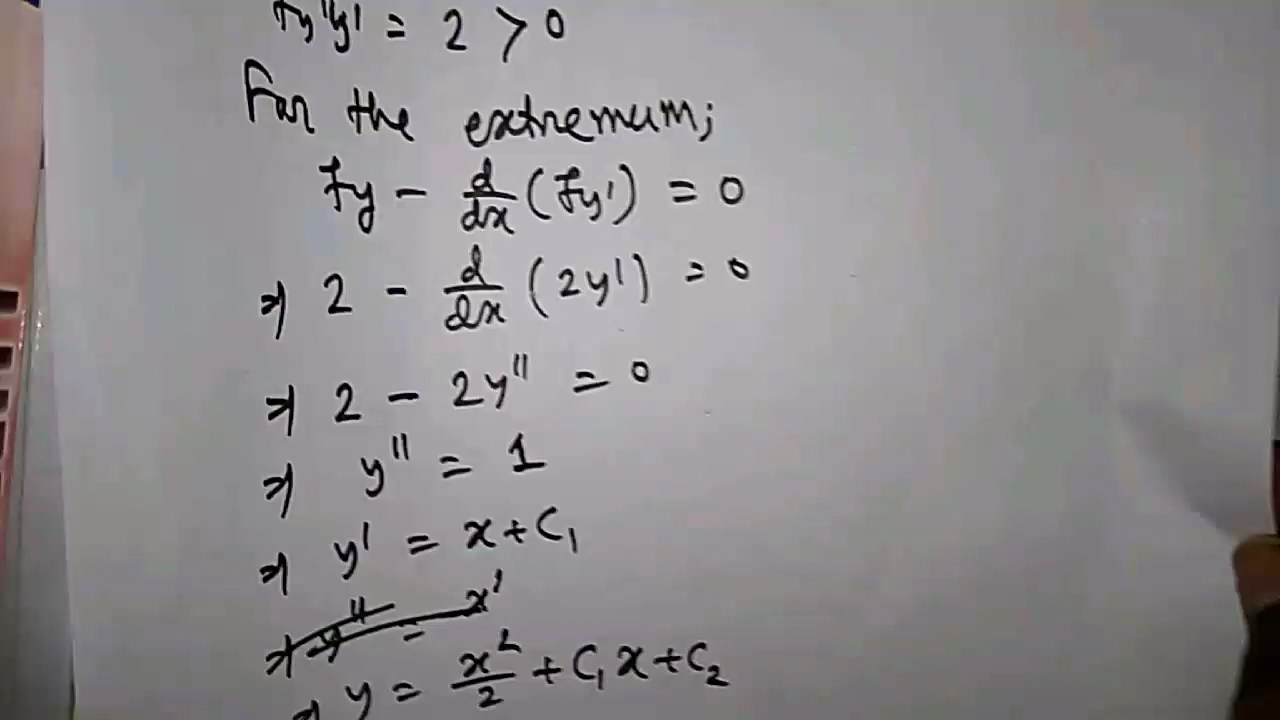 fy'y' = 2 > 0
For the extremum;
fy - d/dx (fy') = 0
⇒ 2 - d/dx (2y') = 0
⇒ 2 - 2y'' = 0
⇒ y'' = 1
⇒ y' = x + C₁
⇒ y = x²/2 + C₁x + C₂